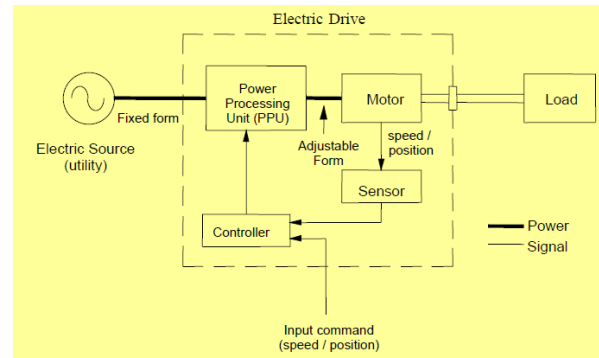 Electric Drive
Power
Processing
Unit (PPU)
Motor
Load
Fixed form
Electric Source
(utility)
Adjustable
Form
speed /
position
Sensor
Controller
Power
Signal
Input command
(speed / position)